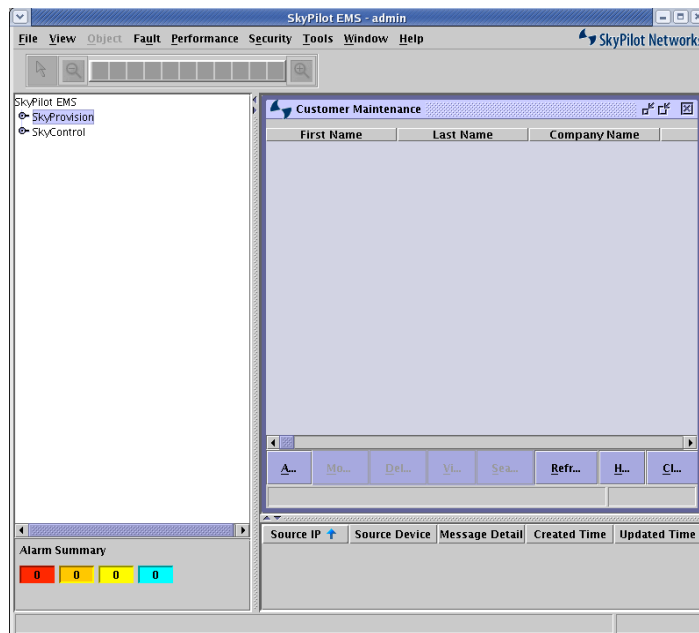 SkyPilot EMS - admin
File View Object Fault Performance Security Tools Window Help
SkyPilot Networks
SkyPilot EMS
SkyProvision
SkyControl
Customer Maintenance
First Name Last Name Company Name
A... Mo... Del... Vi... Sea... Refr... H... Cl...
Source IP Source Device Message Detail Created Time Updated Time
Alarm Summary
0 0 0 0